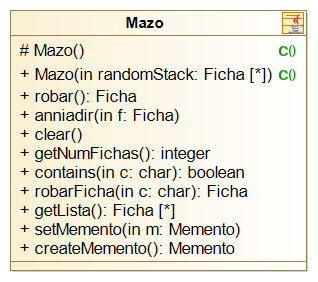 Mazo
# Mazo() C()
+ Mazo(in randomStack: Ficha [*]) C()
+ robar(): Ficha
+ anniadir(in f: Ficha)
+ clear()
+ getNumFichas(): integer
+ contains(in c: char): boolean
+ robarFicha(in c: char): Ficha
+ getLista(): Ficha [*]
+ setMemento(in m: Memento)
+ createMemento(): Memento